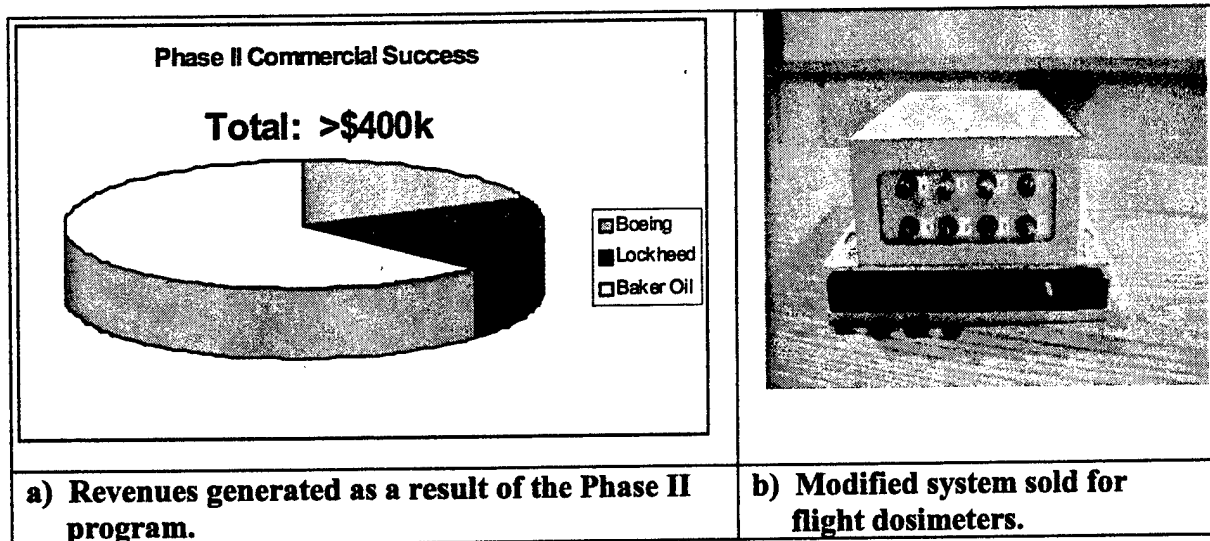 Phase II Commercial Success
Total: >$400k
Boeing
Lockheed
Baker Oil
a) Revenues generated as a result of the Phase II
program.
b) Modified system sold for
flight dosimeters.